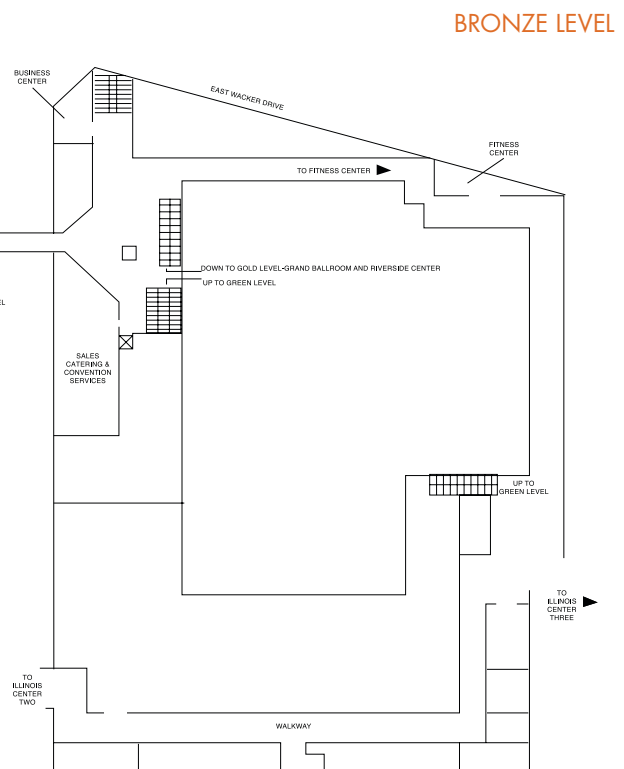 BRONZE LEVEL
BUSINESS
CENTER
EAST WACKER DRIVE
FITNESS
CENTER
TO FITNESS CENTER
DOWN TO GOLD LEVEL-GRAND BALLROOM AND RIVERSIDE CENTER
UP TO GREEN LEVEL
EL
SALES
CATERING &
CONVENTION
SERVICES
UP TO
GREEN LEVEL
TO
ILLINOIS
CENTER
THREE
TO
ILLINOIS
CENTER
TWO
WALKWAY